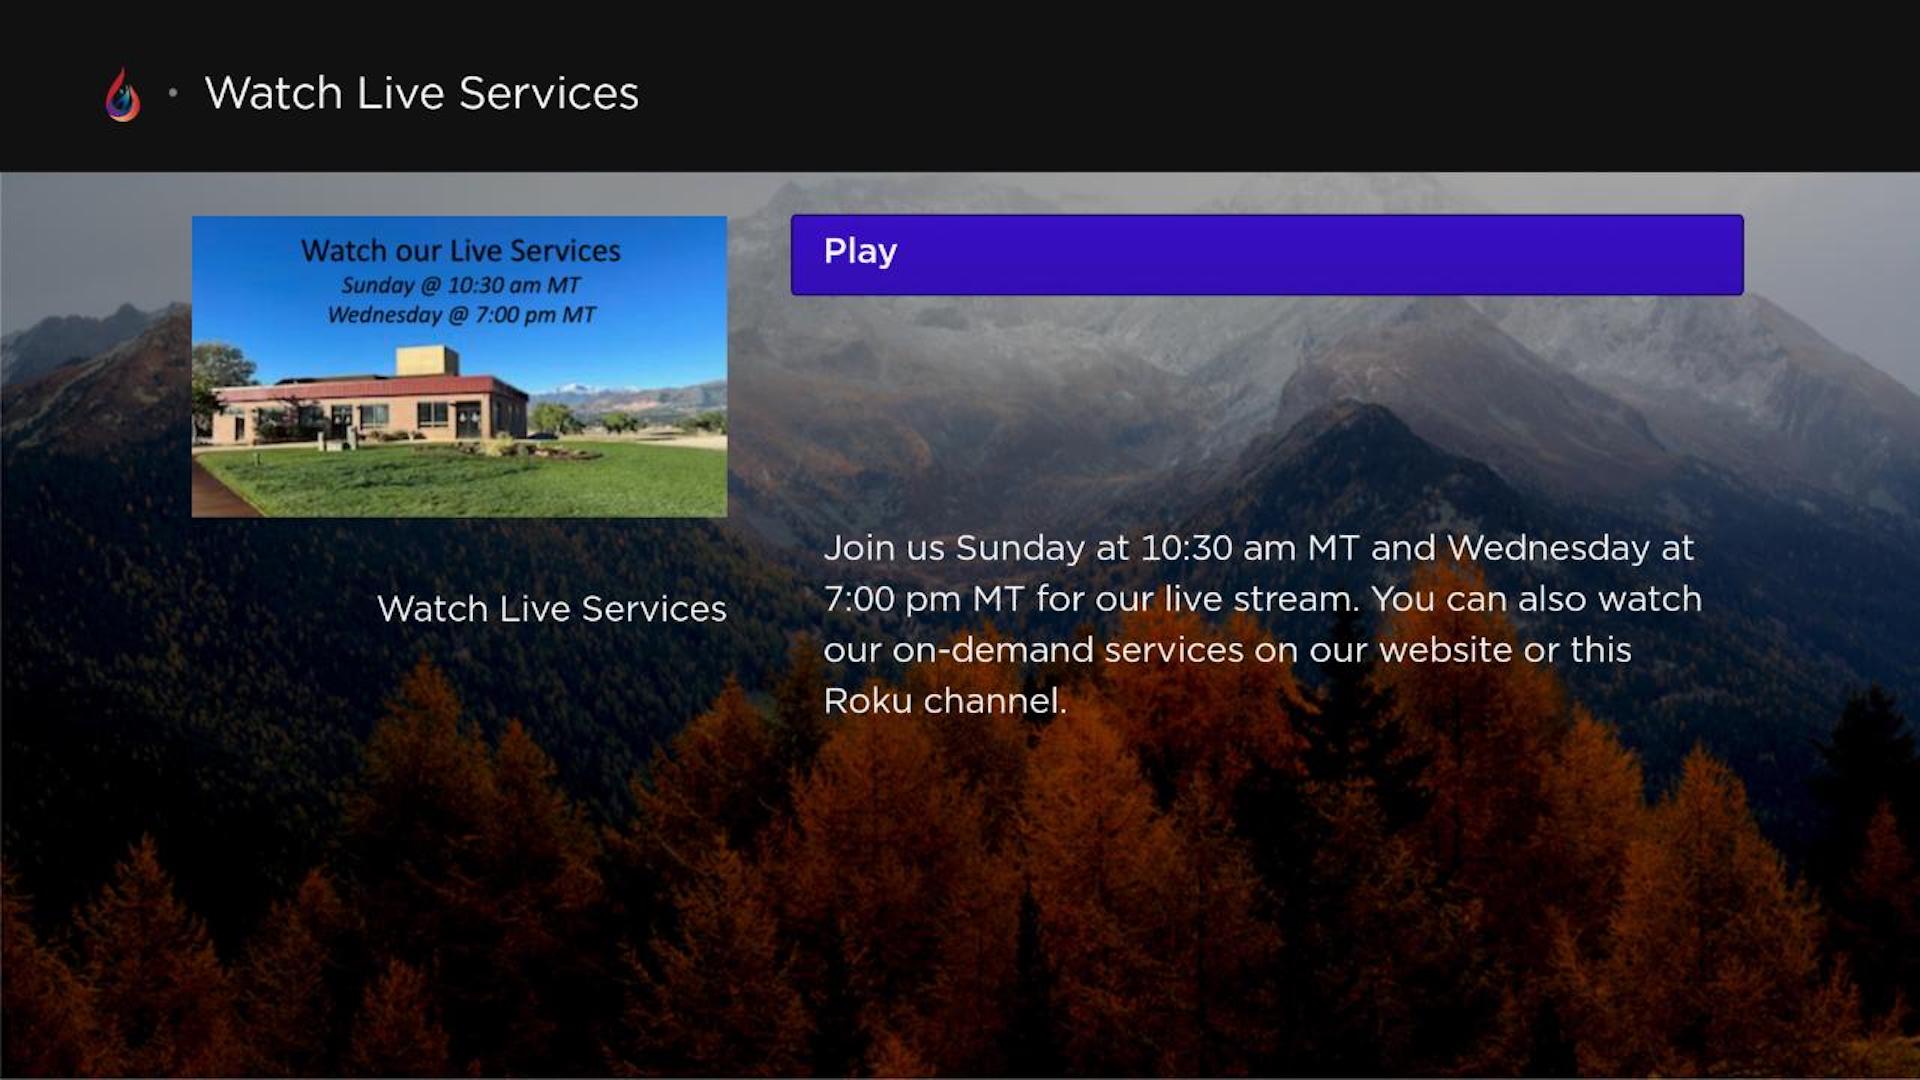 Watch Live Services
Watch our Live Services
Sunday @ 10:30 am MT
Wednesday @ 7:00 pm MT
Watch Live Services
Play
Join us Sunday at 10:30 am MT and Wednesday at
7:00 pm MT for our live stream. You can also watch
our on-demand services on our website or this
Roku channel.